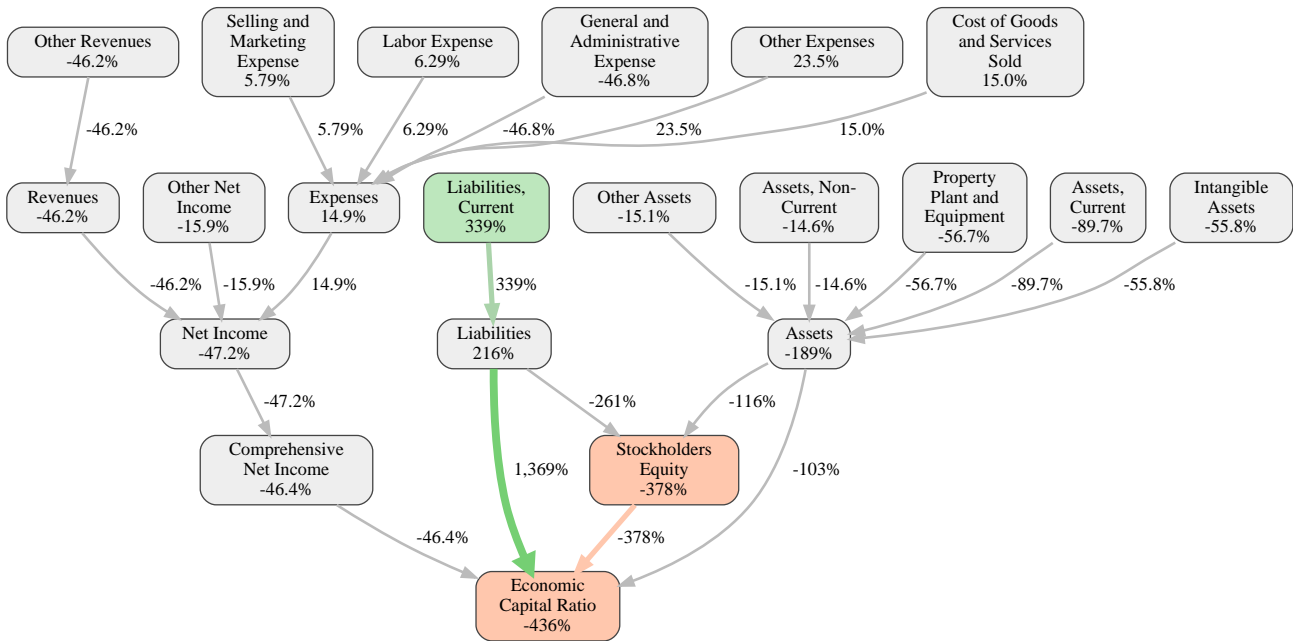 Other Revenues
-46.2%
Selling and
Marketing
Expense
5.79%
Labor Expense
6.29%
General and
Administrative
Expense
-46.8%
Other Expenses
23.5%
Cost of Goods
and Services
Sold
15.0%
-46.2%
5.79%
6.29%
-46.8%
23.5%
15.0%
Revenues
-46.2%
Other Net
Income
-15.9%
Expenses
14.9%
Liabilities,
Current
339%
Other Assets
-15.1%
Assets, Non-
Current
-14.6%
Property
Plant and
Equipment
-56.7%
Assets,
Current
-89.7%
Intangible
Assets
-55.8%
-46.2%
-15.9%
14.9%
339%
-15.1%
-14.6%
-56.7%
-89.7%
-55.8%
Net Income
-47.2%
Liabilities
216%
Assets
-189%
-47.2%
-261%
-116%
Comprehensive
Net Income
-46.4%
1,369%
Stockholders
Equity
-378%
-103%
-46.4%
-378%
Economic
Capital Ratio
-436%